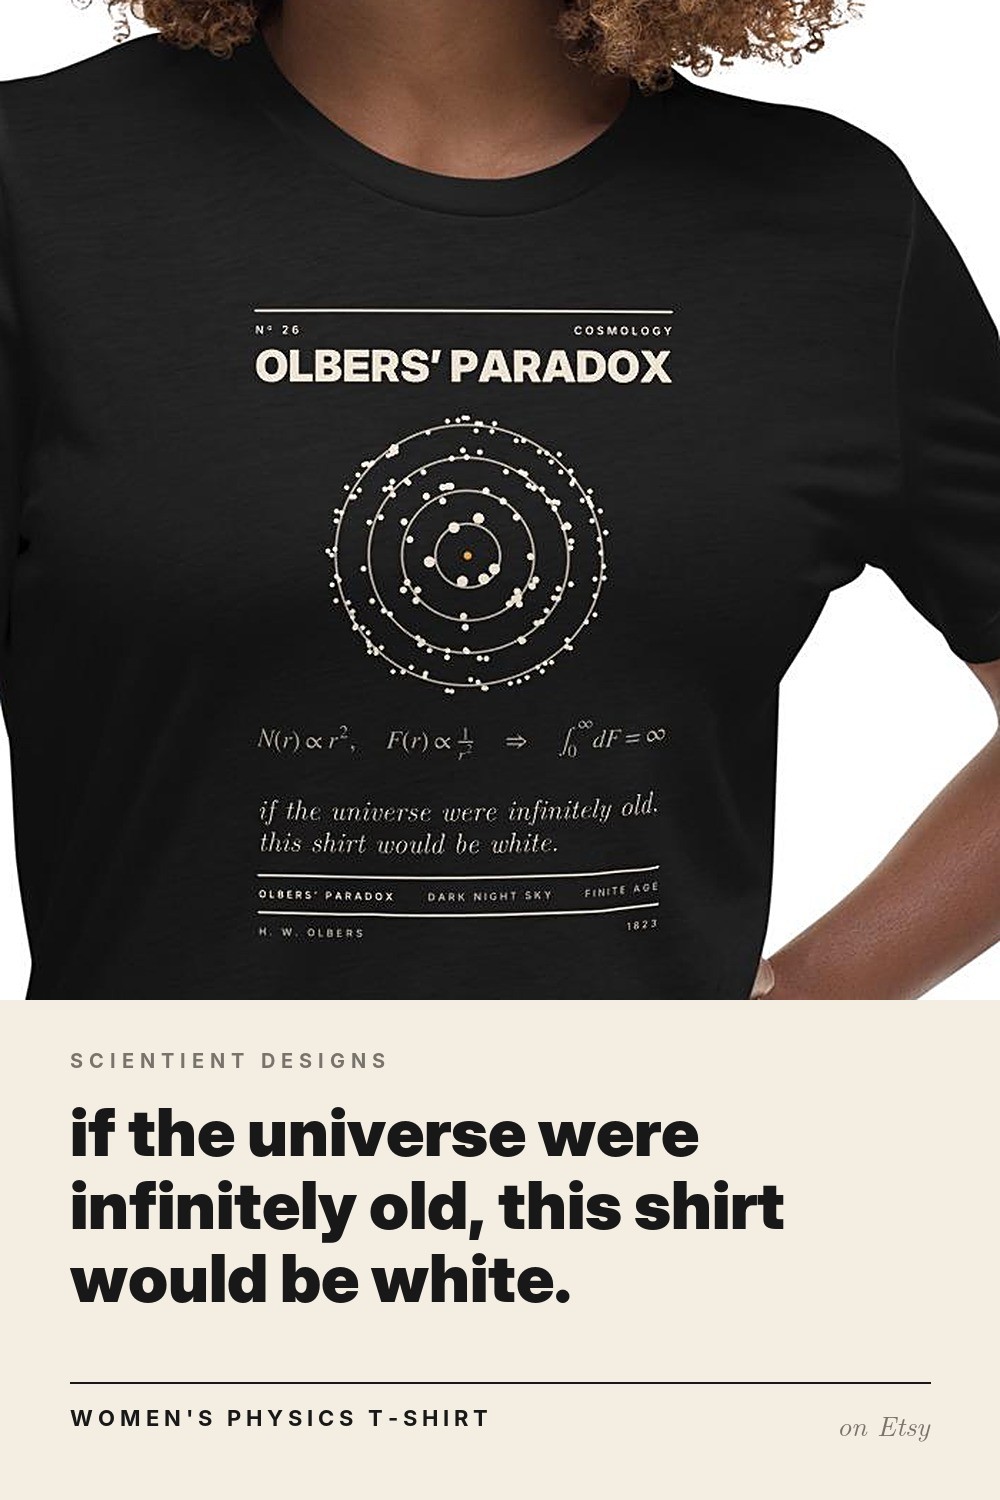 Nº 26 COSMOLOGY
OLBERS' PARADOX
N(r) ∝ r², F(r) ∝ 1/r² ⇒ ∫₀^∞ dF = ∞
if the universe were infinitely old,
this shirt would be white.
OLBERS' PARADOX DARK NIGHT SKY FINITE AGE
H. W. OLBERS 1823
SCIENTIENT DESIGNS
if the universe were
infinitely old, this shirt
would be white.
WOMEN'S PHYSICS T-SHIRT on Etsy